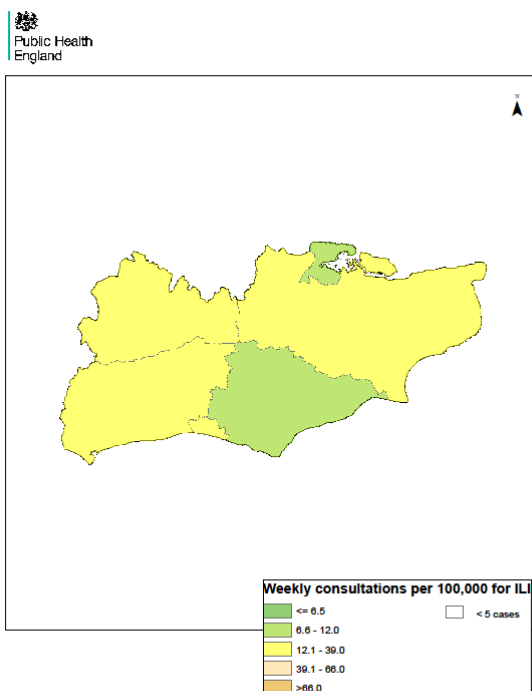 Public Health
England
N
Weekly consultations per 100,000 for ILI
<= 6.5
< 5 cases
6.6 - 12.0
12.1 - 39.0
39.1 - 66.0
>66.0